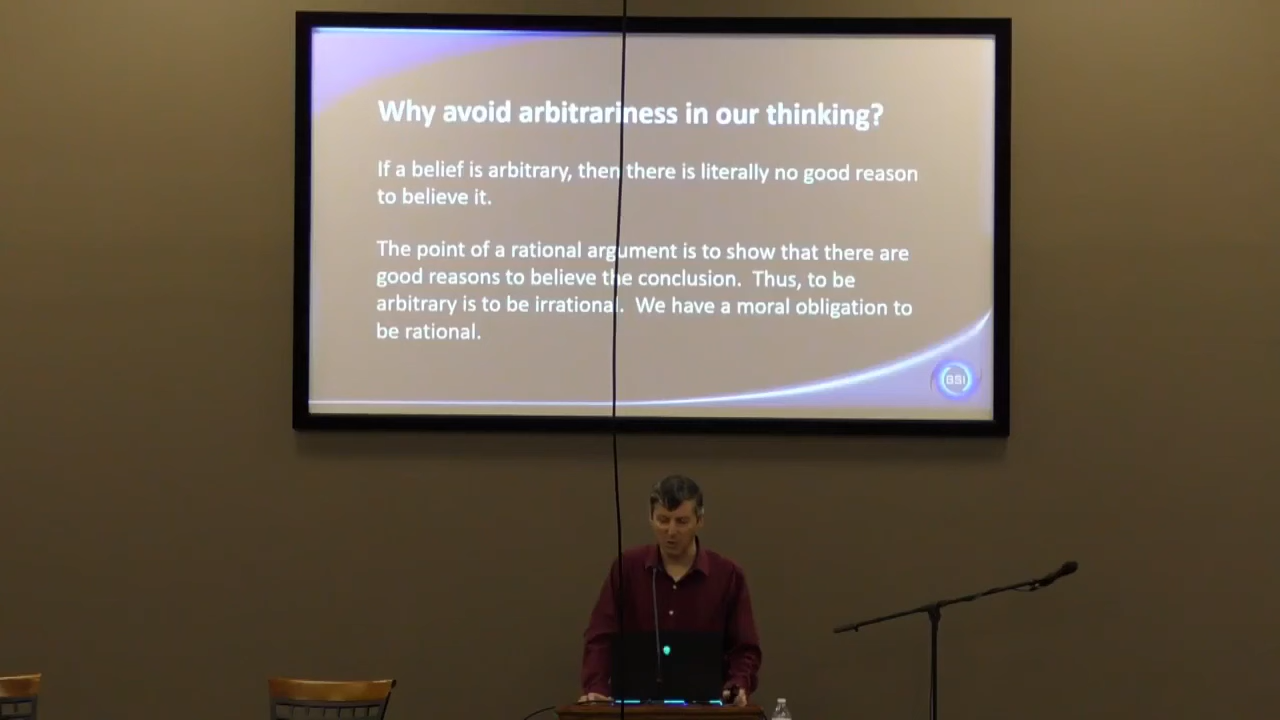 Why avoid arbitrariness in our thinking?
If a belief is arbitrary, then there is literally no good reason
to believe it.
The point of a rational argument is to show that there are
good reasons to believe the conclusion.  Thus, to be
arbitrary is to be irrational.  We have a moral obligation to
be rational.
BSI